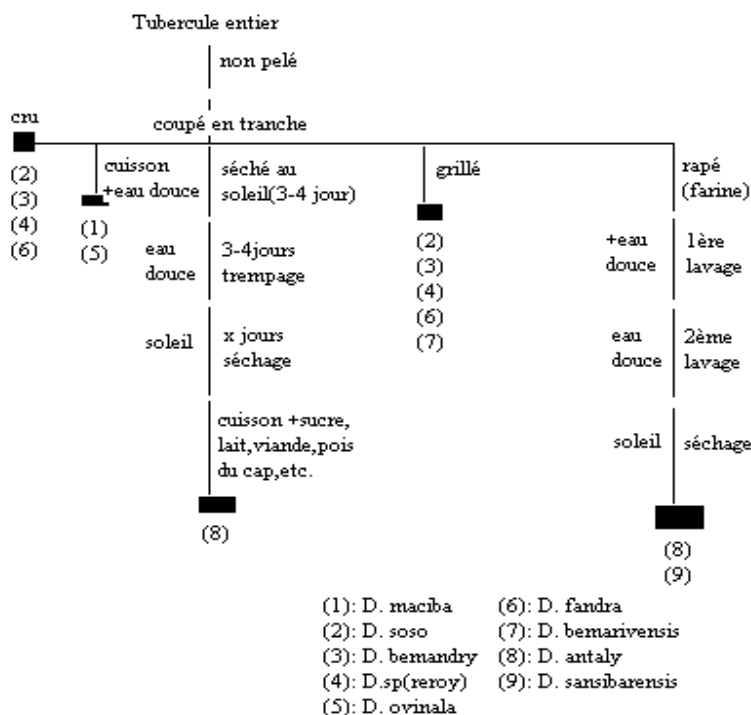 Tubercule entier
non pelé
cru
coupé en tranche
(2)
(3)
(4)
(6)
cuisson
+eau douce
(1)
(5)
séché au
soleil(3-4 jour)
eau
douce
3-4jours
trempage
soleil
x jours
séchage
cuisson +sucre,
lait,viande,pois
du cap,etc.
(8)
grillé
(2)
(3)
(4)
(6)
(7)
rapé
(farine)
+eau
douce
1ère
lavage
eau
douce
2ème
lavage
soleil
séchage
(8)
(9)
(1): D. maciba
(2): D. soso
(3): D. bemandry
(4): D.sp(reroy)
(5): D. ovinala
(6): D. fandra
(7): D. bemarivensis
(8): D. antaly
(9): D. sansibarensis